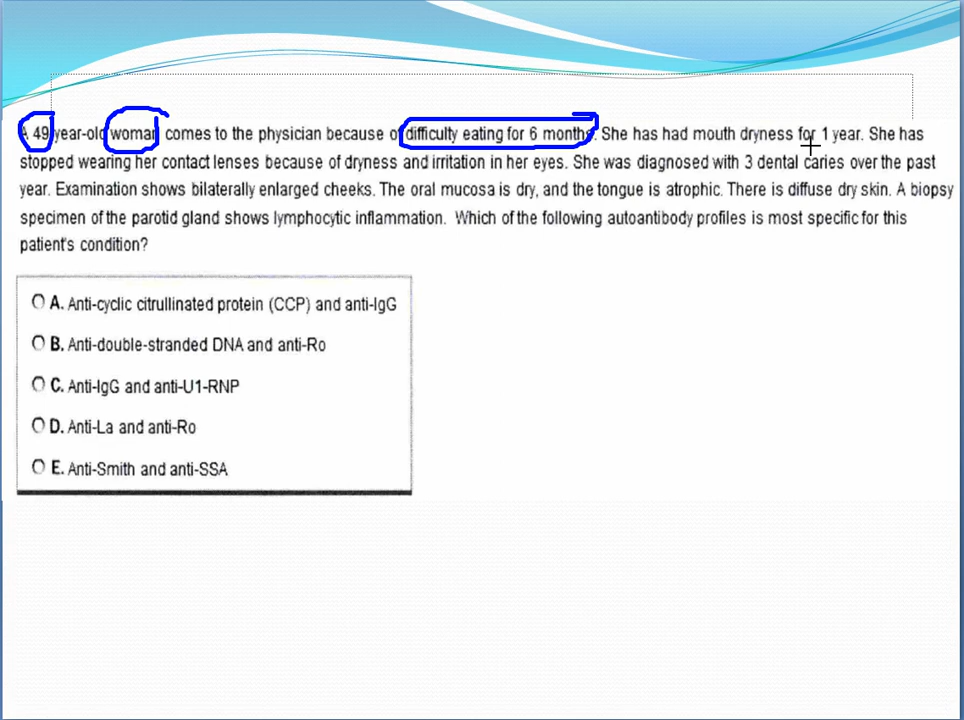 A 49 year-old woman comes to the physician because of difficulty eating for 6 months. She has had mouth dryness for 1 year. She has
stopped wearing her contact lenses because of dryness and irritation in her eyes. She was diagnosed with 3 dental caries over the past
year. Examination shows bilaterally enlarged cheeks. The oral mucosa is dry, and the tongue is atrophic. There is diffuse dry skin. A biopsy
specimen of the parotid gland shows lymphocytic inflammation. Which of the following autoantibody profiles is most specific for this
patient's condition?
A. Anti-cyclic citrullinated protein (CCP) and anti-IgG
B. Anti-double-stranded DNA and anti-Ro
C. Anti-IgG and anti-U1-RNP
D. Anti-La and anti-Ro
E. Anti-Smith and anti-SSA